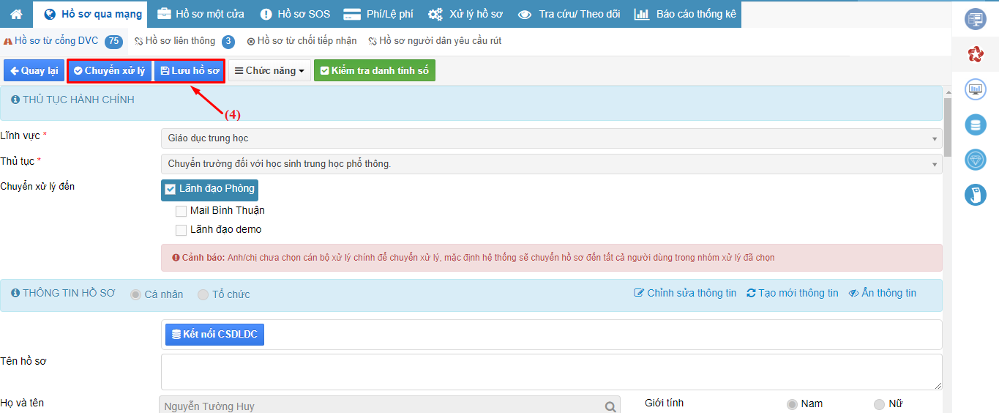 Hồ sơ qua mạng Hồ sơ một cửa Hồ sơ SOS Phí/Lệ phí Xử lý hồ sơ Tra cứu/ Theo dõi Báo cáo thống kê
Hồ sơ từ cổng DVC 75 Hồ sơ liên thông 3 Hồ sơ từ chối tiếp nhận Hồ sơ người dân yêu cầu rút
Quay lại Chuyển xử lý Lưu hồ sơ Chức năng Kiểm tra danh tính số
THỦ TỤC HÀNH CHÍNH
(4)
Lĩnh vực * Giáo dục trung học
Thủ tục * Chuyển trường đối với học sinh trung học phổ thông.
Chuyển xử lý đến Lãnh đạo Phòng
Mail Bình Thuận
Lãnh đạo demo
Cảnh báo: Anh/chị chưa chọn cán bộ xử lý chính để chuyển xử lý, mặc định hệ thống sẽ chuyển hồ sơ đến tất cả người dùng trong nhóm xử lý đã chọn
THÔNG TIN HỒ SƠ Cá nhân Tổ chức Chỉnh sửa thông tin Tạo mới thông tin Ẩn thông tin
Kết nối CSDLDC
Tên hồ sơ
Họ và tên Nguyễn Tường Huy Giới tính Nam Nữ